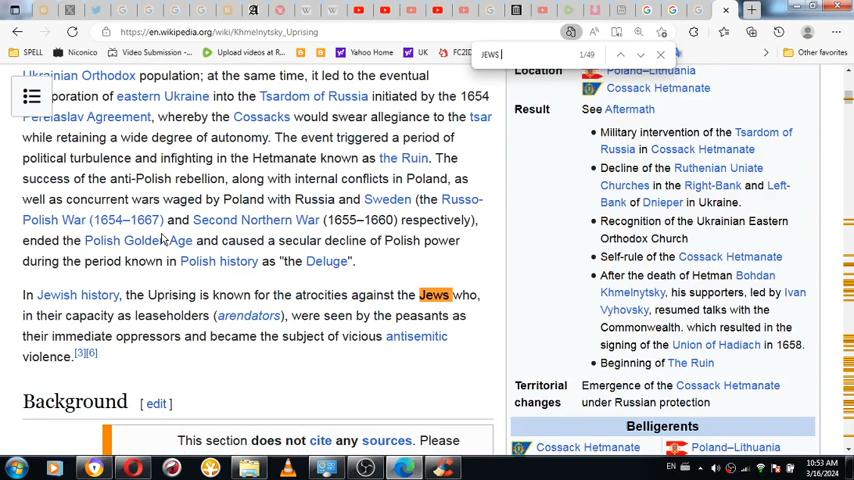 https://en.wikipedia.org/wiki/Khmelnytsky_Uprising
SPELL
Niconico
Video Submission -...
Upload videos at R...
Home
Yahoo Home
UK
FC2ID
Other favorites
JEWS
1/49
Ukrainian Orthodox population; at the same time, it led to the eventual
orporation of eastern Ukraine into the Tsardom of Russia initiated by the 1654
Pereiaslav Agreement, whereby the Cossacks would swear allegiance to the tsar
while retaining a wide degree of autonomy. The event triggered a period of
political turbulence and infighting in the Hetmanate known as the Ruin. The
success of the anti-Polish rebellion, along with internal conflicts in Poland, as
well as concurrent wars waged by Poland with Russia and Sweden (the Russo-
Polish War (1654–1667) and Second Northern War (1655–1660) respectively),
ended the Polish Golden Age and caused a secular decline of Polish power
during the period known in Polish history as "the Deluge".
In Jewish history, the Uprising is known for the atrocities against the Jews who,
in their capacity as leaseholders (arendators), were seen by the peasants as
their immediate oppressors and became the subject of vicious antisemitic
violence.[3][6]
Background [ edit ]
This section does not cite any sources. Please
Location Poland–Lithuania
Cossack Hetmanate
Result See Aftermath
• Military intervention of the Tsardom of
Russia in Cossack Hetmanate
• Decline of the Ruthenian Uniate
Churches in the Right-Bank and Left-
Bank of Dnieper in Ukraine.
• Recognition of the Ukrainian Eastern
Orthodox Church
• Self-rule of the Cossack Hetmanate
• After the death of Hetman Bohdan
Khmelnytsky, his supporters, led by Ivan
Vyhovsky, resumed talks with the
Commonwealth. which resulted in the
signing of the Union of Hadiach in 1658.
• Beginning of The Ruin
Territorial Emergence of the Cossack Hetmanate
changes under Russian protection
Belligerents
Cossack Hetmanate Poland–Lithuania
EN
10:53 AM
3/16/2024